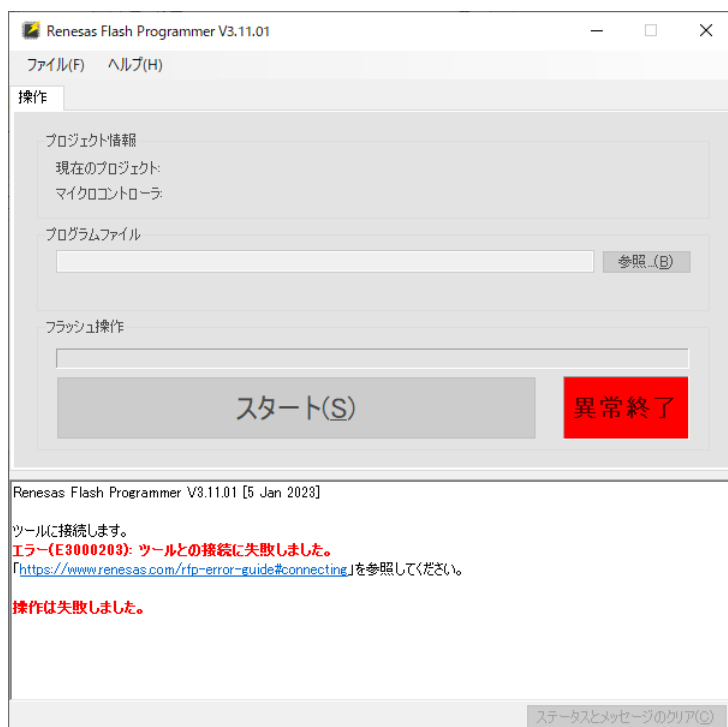 Renesas Flash Programmer V3.11.01
ファイル(F) ヘルプ(H)
操作
プロジェクト情報
現在のプロジェクト:
マイクロコントローラ:
プログラムファイル
参照...(B)
フラッシュ操作
スタート(S)
異常終了
Renesas Flash Programmer V3.11.01 [5 Jan 2023]
ツールに接続します。
エラー(E3000203): ツールとの接続に失敗しました。
「https://www.renesas.com/rfp-error-guide#connecting」を参照してください。
操作は失敗しました。
ステータスとメッセージのクリア(C)